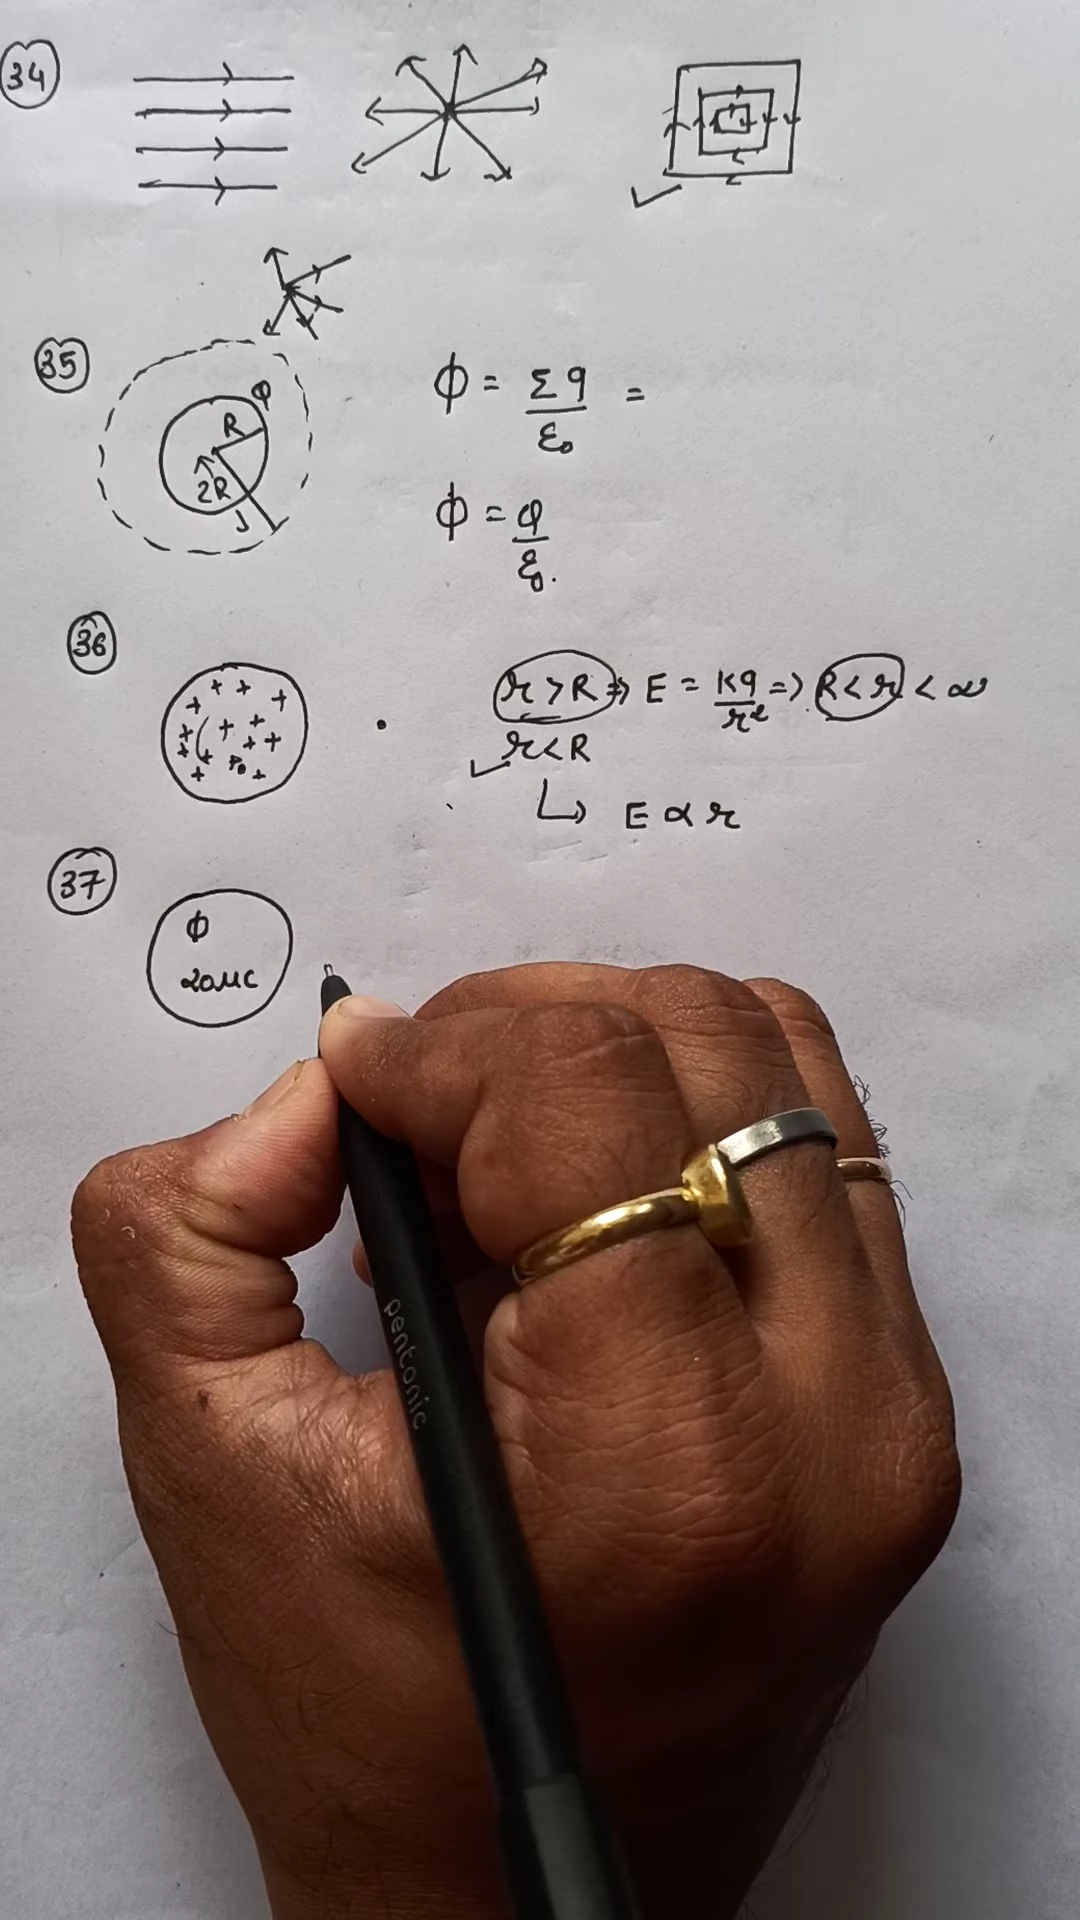 34
35
R
Q
2R
ϕ = Σq/ε₀ =
ϕ = Q/ε₀.
36
+ + + + + + + + + + + + + +
r > R ⇒ E = Kq/r² ⇒ R < r < ∞
r < R
↳ E ∝ r
37
ϕ
20μC
pentonic